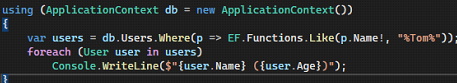 using (ApplicationContext db = new ApplicationContext())
{
    var users = db.Users.Where(p => EF.Functions.Like(p.Name!, "%Tom%"));
    foreach (User user in users)
        Console.WriteLine($"{user.Name} ({user.Age})");
}